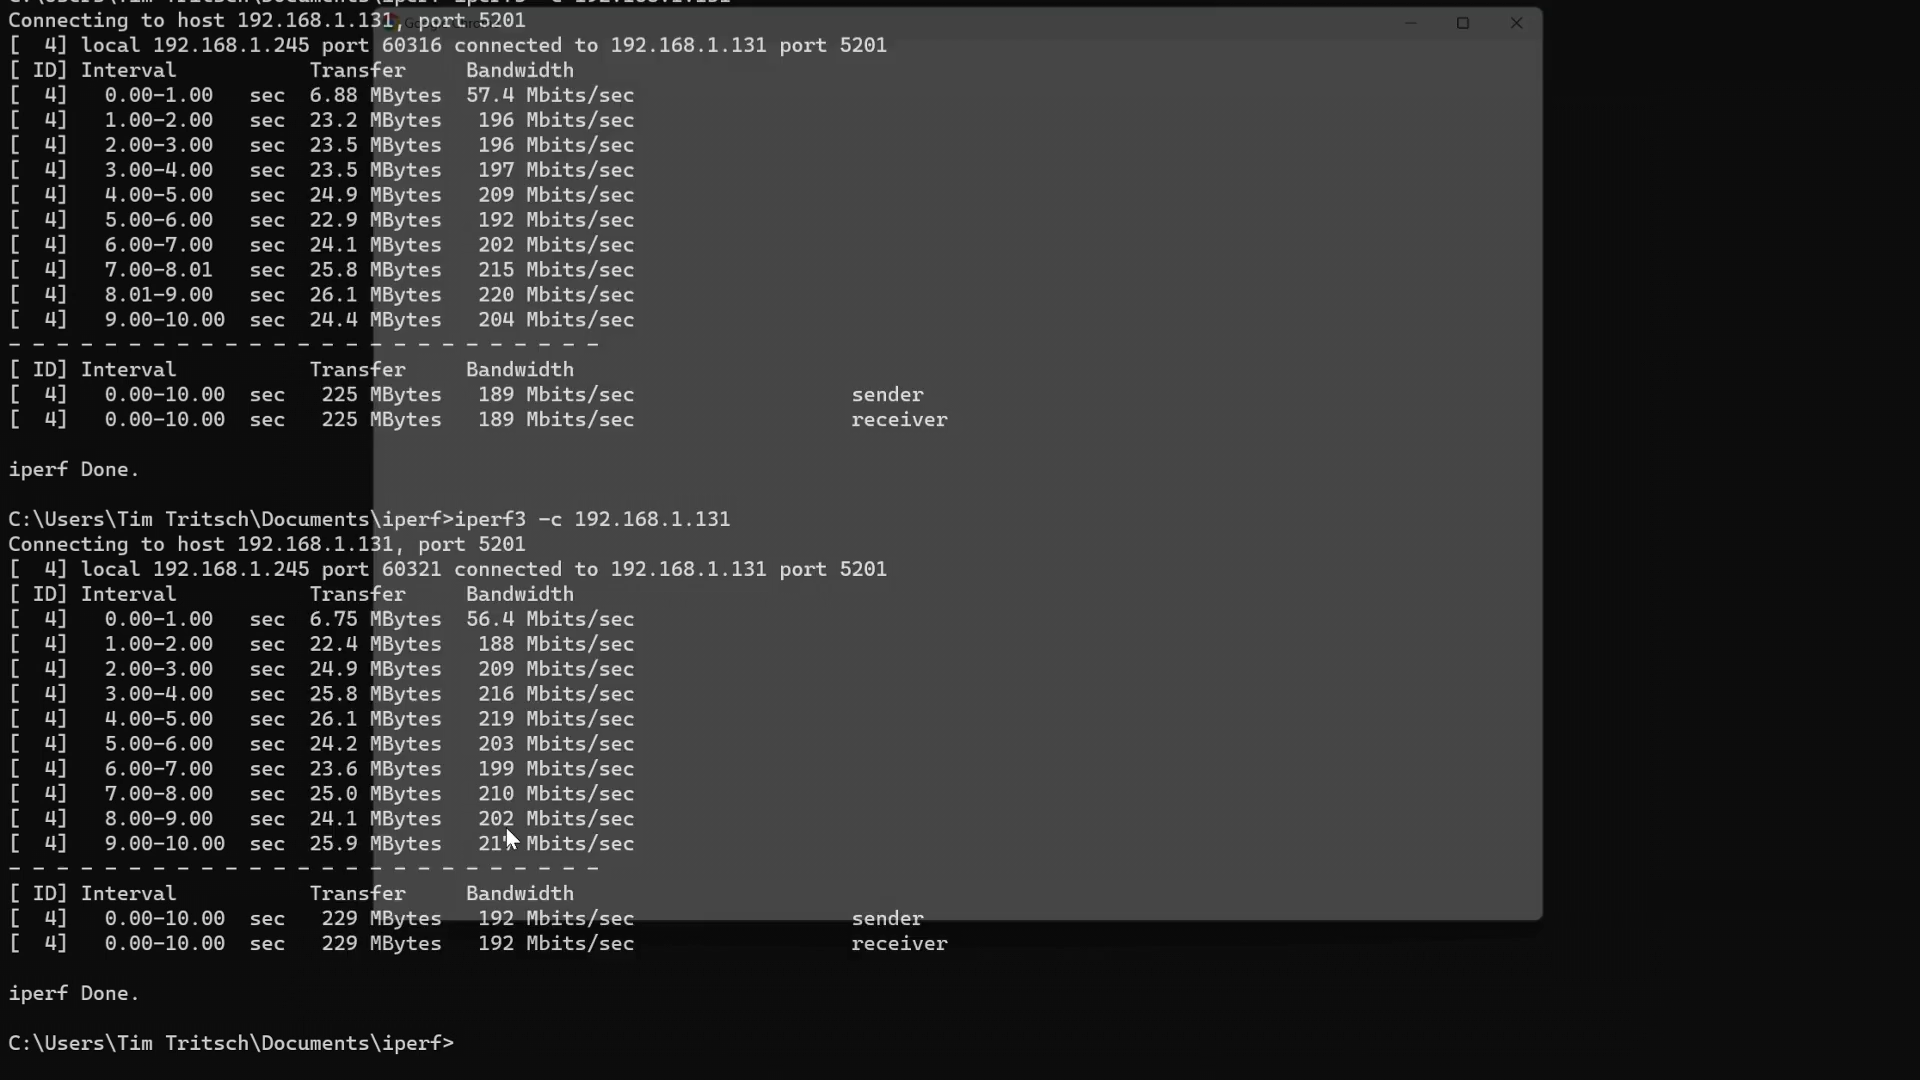 Connecting to host 192.168.1.131, port 5201
[  4] local 192.168.1.245 port 60316 connected to 192.168.1.131 port 5201
[ ID] Interval           Transfer     Bandwidth
[  4]   0.00-1.00   sec  6.88 MBytes  57.4 Mbits/sec
[  4]   1.00-2.00   sec  23.2 MBytes   196 Mbits/sec
[  4]   2.00-3.00   sec  23.5 MBytes   196 Mbits/sec
[  4]   3.00-4.00   sec  23.5 MBytes   197 Mbits/sec
[  4]   4.00-5.00   sec  24.9 MBytes   209 Mbits/sec
[  4]   5.00-6.00   sec  22.9 MBytes   192 Mbits/sec
[  4]   6.00-7.00   sec  24.1 MBytes   202 Mbits/sec
[  4]   7.00-8.01   sec  25.8 MBytes   215 Mbits/sec
[  4]   8.01-9.00   sec  26.1 MBytes   220 Mbits/sec
[  4]   9.00-10.00  sec  24.4 MBytes   204 Mbits/sec
- - - - - - - - - - - - - - - - - - - - - - - - -
[ ID] Interval           Transfer     Bandwidth
[  4]   0.00-10.00  sec   225 MBytes   189 Mbits/sec                  sender
[  4]   0.00-10.00  sec   225 MBytes   189 Mbits/sec                  receiver
iperf Done.
C:\Users\Tim Tritsch\Documents\iperf>iperf3 -c 192.168.1.131
Connecting to host 192.168.1.131, port 5201
[  4] local 192.168.1.245 port 60321 connected to 192.168.1.131 port 5201
[ ID] Interval           Transfer     Bandwidth
[  4]   0.00-1.00   sec  6.75 MBytes  56.4 Mbits/sec
[  4]   1.00-2.00   sec  22.4 MBytes   188 Mbits/sec
[  4]   2.00-3.00   sec  24.9 MBytes   209 Mbits/sec
[  4]   3.00-4.00   sec  25.8 MBytes   216 Mbits/sec
[  4]   4.00-5.00   sec  26.1 MBytes   219 Mbits/sec
[  4]   5.00-6.00   sec  24.2 MBytes   203 Mbits/sec
[  4]   6.00-7.00   sec  23.6 MBytes   199 Mbits/sec
[  4]   7.00-8.00   sec  25.0 MBytes   210 Mbits/sec
[  4]   8.00-9.00   sec  24.1 MBytes   202 Mbits/sec
[  4]   9.00-10.00  sec  25.9 MBytes   Mbits/sec
- - - - - - - - - - - - - - - - - - - - - - - - -
[ ID] Interval           Transfer     Bandwidth
[  4]   0.00-10.00  sec   229 MBytes   192 Mbits/sec                  sender
[  4]   0.00-10.00  sec   229 MBytes   192 Mbits/sec                  receiver
iperf Done.
C:\Users\Tim Tritsch\Documents\iperf>